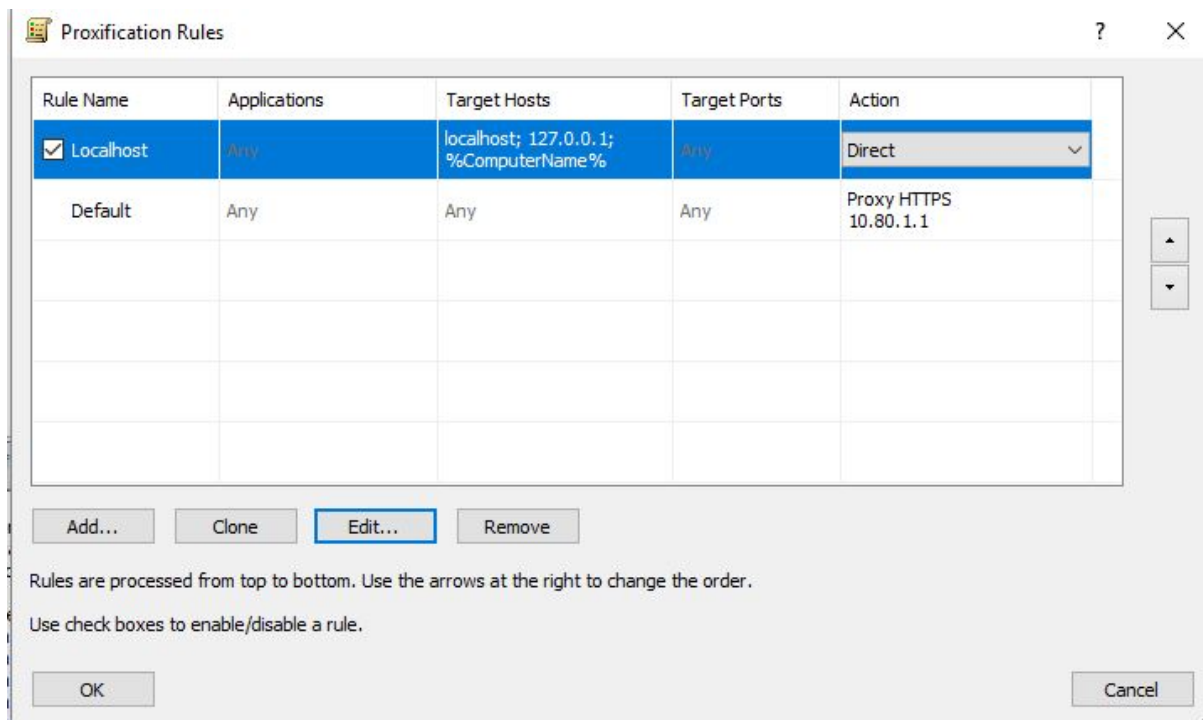 Proxification Rules
?
Rule Name Applications Target Hosts Target Ports Action
Localhost Any localhost; 127.0.0.1; Any Direct
%ComputerName%
Default Any Any Any Proxy HTTPS
10.80.1.1
Add... Clone Edit... Remove
Rules are processed from top to bottom. Use the arrows at the right to change the order.
Use check boxes to enable/disable a rule.
OK Cancel